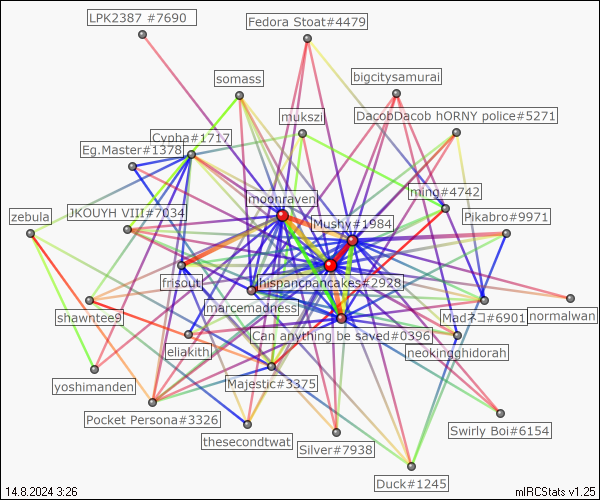 LPK2387 #7690
Fedora Stoat#4479
somass
bigcitysamurai
mukszi
DacobDacob hORNY police#5271
Cypha#1717
Eg.Master#1378
moonraven
ming#4742
zebula
JKOUYH VIII#7034
Mushy#1984
Pikabro#9971
frisout
hispancpancakes#2928
marcemadness
shawntee9
Madネコ#6901
normalwan
Can anything be saved#0396
eliakith
neokingghidorah
yoshimanden
Majestic#3375
Pocket Persona#3326
thesecondtwat
Silver#7938
Swirly Boi#6154
Duck#1245
14.8.2024 3:26
mIRCStats v1.25